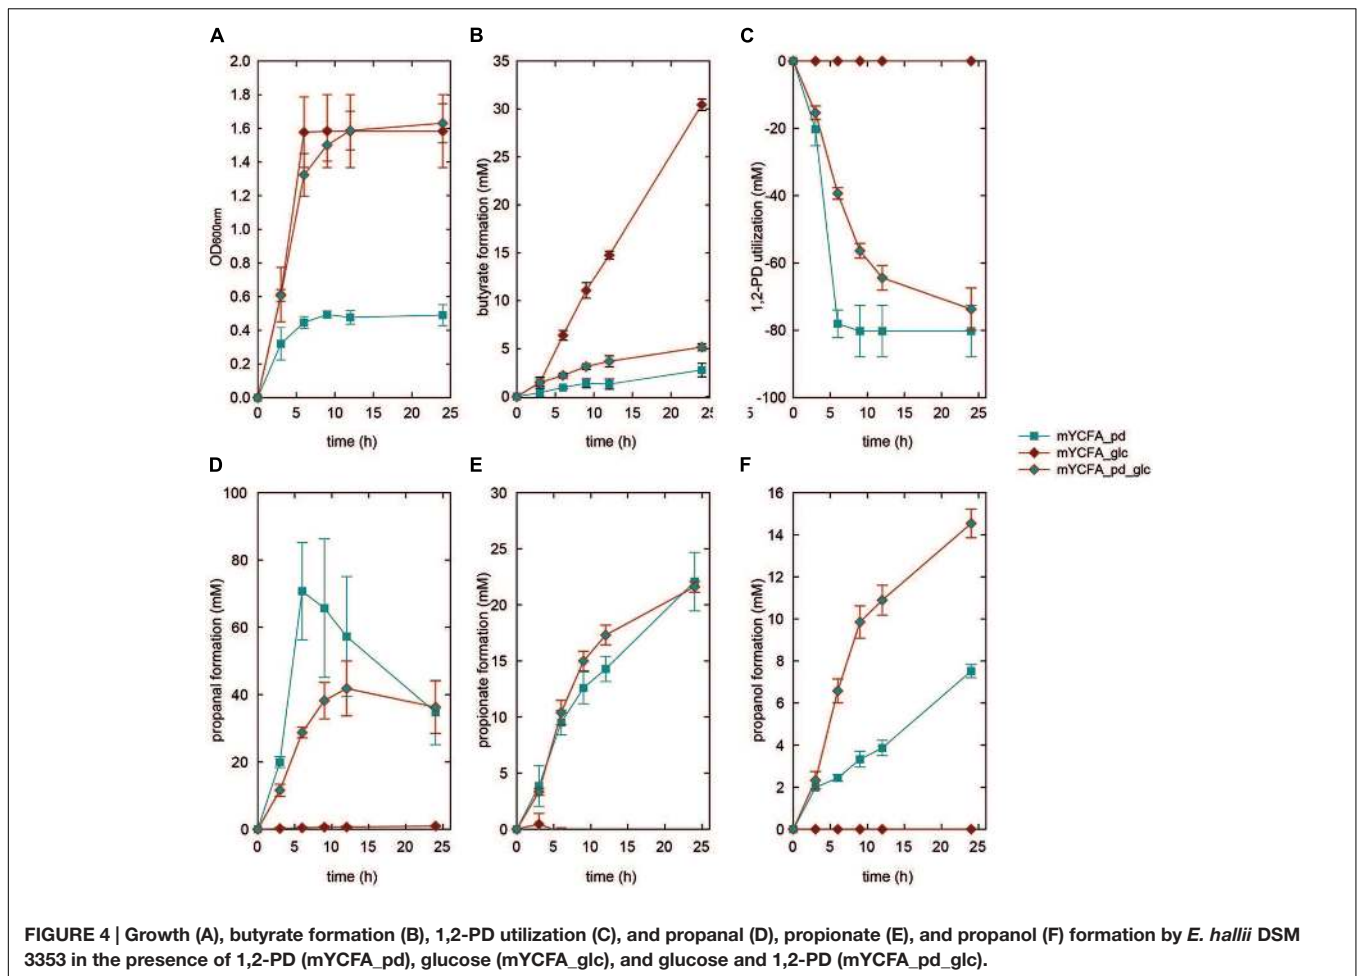 A
B
C
2.0
1.8
1.6
1.4
1.2
1.0
0.8
0.6
0.4
0.2
0.0
OD600nm
0 5 10 15 20 25
time (h)
35
30
25
20
15
10
5
0
butyrate formation (mM)
0 5 10 15 20 25
time (h)
0
-20
-40
-60
-80
-100
1,2-PD utilization (mM)
0 5 10 15 20 25
time (h)
mYCFA_pd
mYCFA_glc
mYCFA_pd_glc
D
E
F
100
80
60
40
20
0
propanal formation (mM)
0 5 10 15 20 25
time (h)
30
25
20
15
10
5
0
propionate formation (mM)
0 5 10 15 20 25
time (h)
16
14
12
10
8
6
4
2
0
propanol formation (mM)
0 5 10 15 20 25
time (h)
FIGURE 4 | Growth (A), butyrate formation (B), 1,2-PD utilization (C), and propanal (D), propionate (E), and propanol (F) formation by E. hallii DSM
3353 in the presence of 1,2-PD (mYCFA_pd), glucose (mYCFA_glc), and glucose and 1,2-PD (mYCFA_pd_glc).